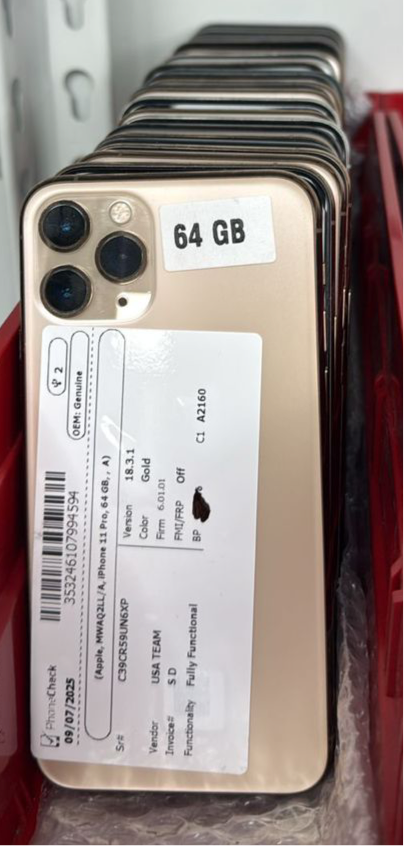 64 GB
PhoneCheck
09/07/2025
353246107994594
Ψ 2
OEM: Genuine
(Apple, MWAQ2LL/A, iPhone 11 Pro, 64 GB, , A)
Sr# C39CR59UN6XP
Version 18.3.1
Vendor USA TEAM
Color Gold
Invoice# S D
Firm 6.01.01
Functionality Fully Functional
FMI/FRP Off
BP
C1 A2160